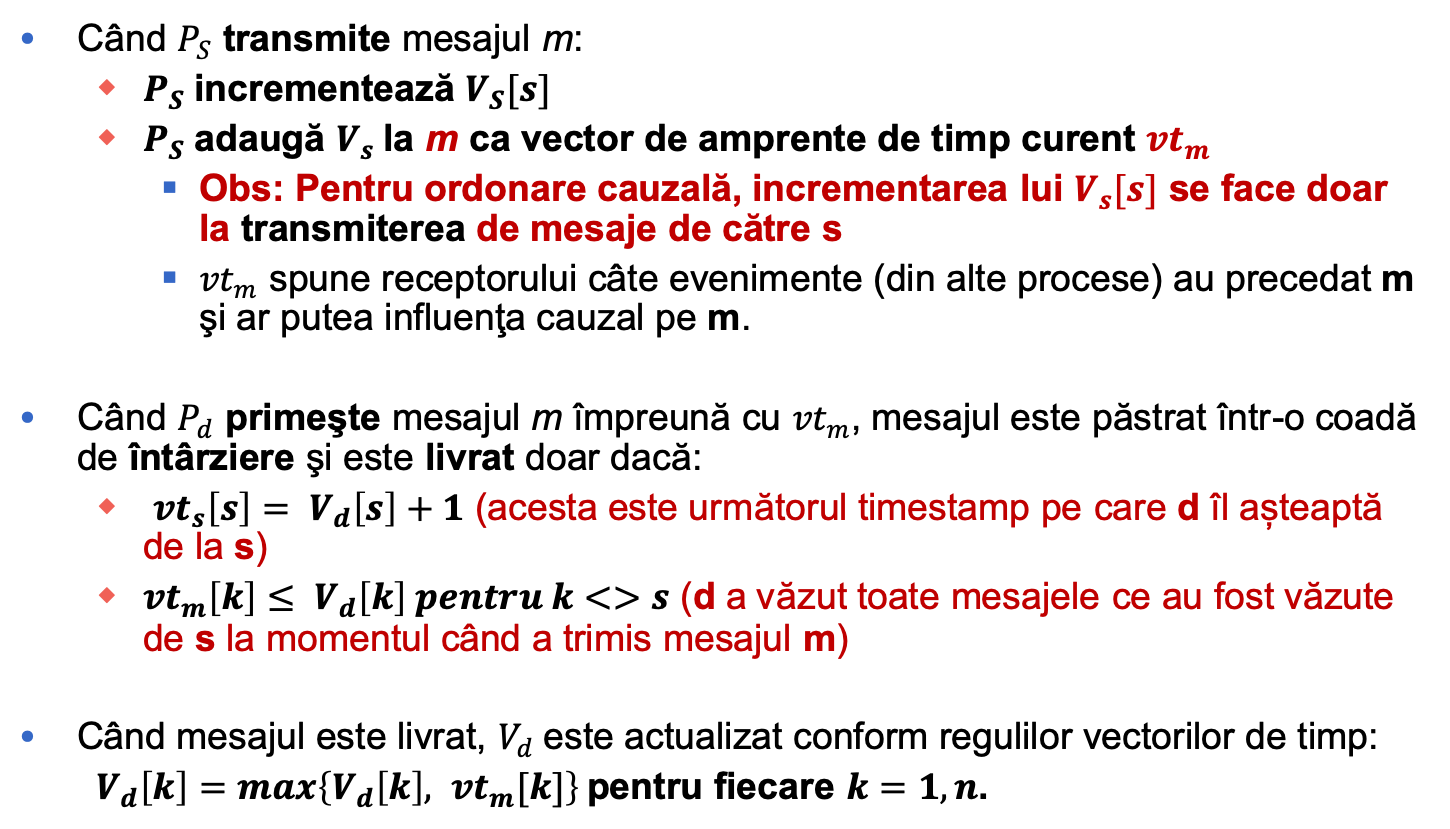 • Când P_S transmite mesajul m:
◆ P_S incrementează V_S[s]
◆ P_S adaugă V_s la m ca vector de amprente de timp curent vt_m
▪ Obs: Pentru ordonare cauzală, incrementarea lui V_s[s] se face doar
la transmiterea de mesaje de către s
▪ vt_m spune receptorului câte evenimente (din alte procese) au precedat m
şi ar putea influenţa cauzal pe m.
• Când P_d primeşte mesajul m împreună cu vt_m, mesajul este păstrat într-o coadă
de întârziere şi este livrat doar dacă:
◆ vt_s[s] = V_d[s] + 1 (acesta este următorul timestamp pe care d îl așteaptă
de la s)
◆ vt_m[k] ≤ V_d[k] pentru k <> s (d a văzut toate mesajele ce au fost văzute
de s la momentul când a trimis mesajul m)
• Când mesajul este livrat, V_d este actualizat conform regulilor vectorilor de timp:
V_d[k] = max{V_d[k], vt_m[k]} pentru fiecare k = 1, n.